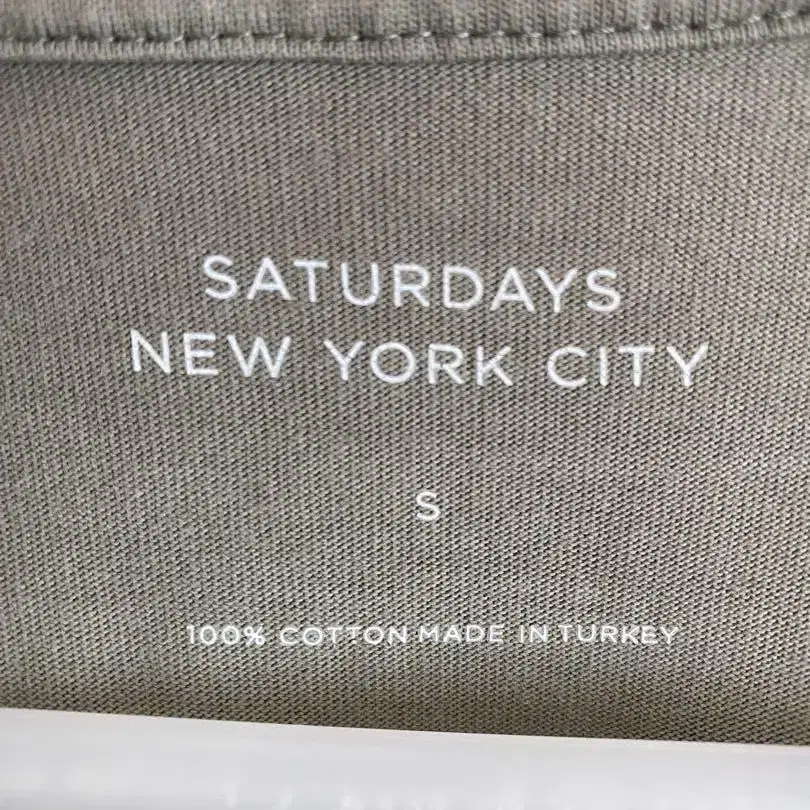 SATURDAYS
NEW YORK CITY
S
100% COTTON MADE IN TURKEY